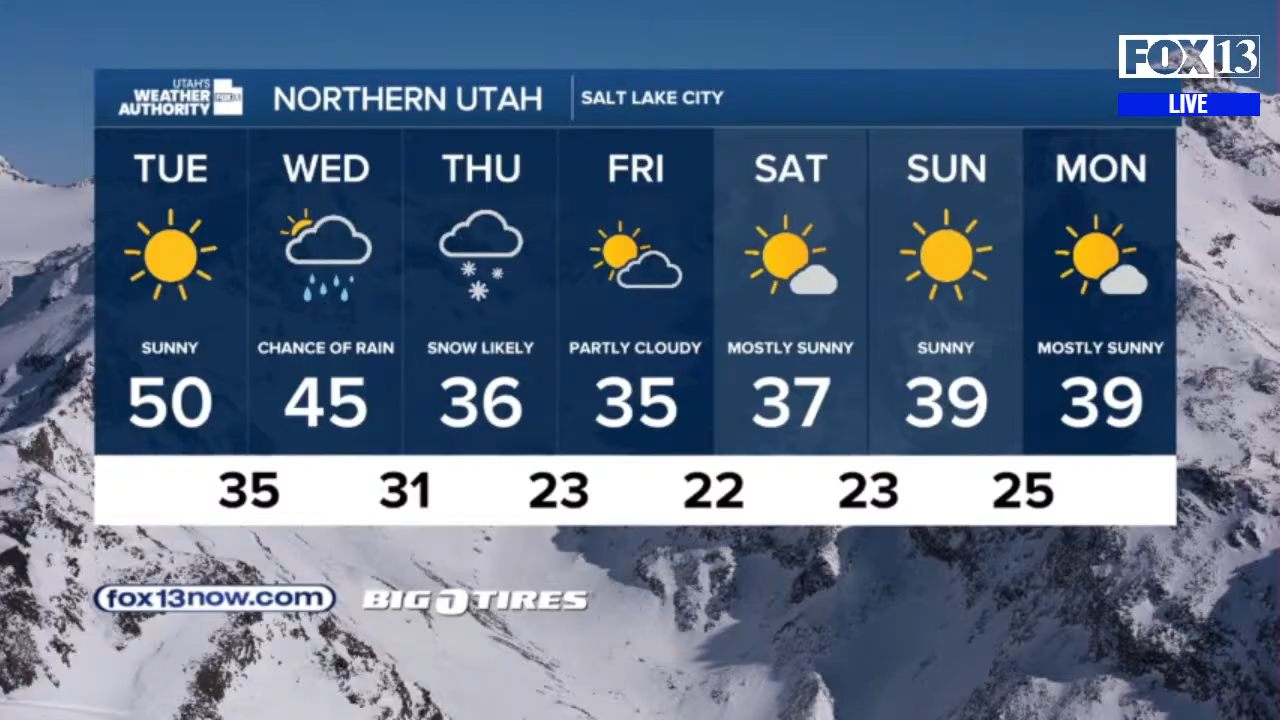 FOX 13
LIVE
UTAH'S
WEATHER
AUTHORITY
FOX 13
NORTHERN UTAH
SALT LAKE CITY
TUE WED THU FRI SAT SUN MON
SUNNY CHANCE OF RAIN SNOW LIKELY PARTLY CLOUDY MOSTLY SUNNY SUNNY MOSTLY SUNNY
50 45 36 35 37 39 39
35 31 23 22 23 25
fox13now.com
BIG O TIRES